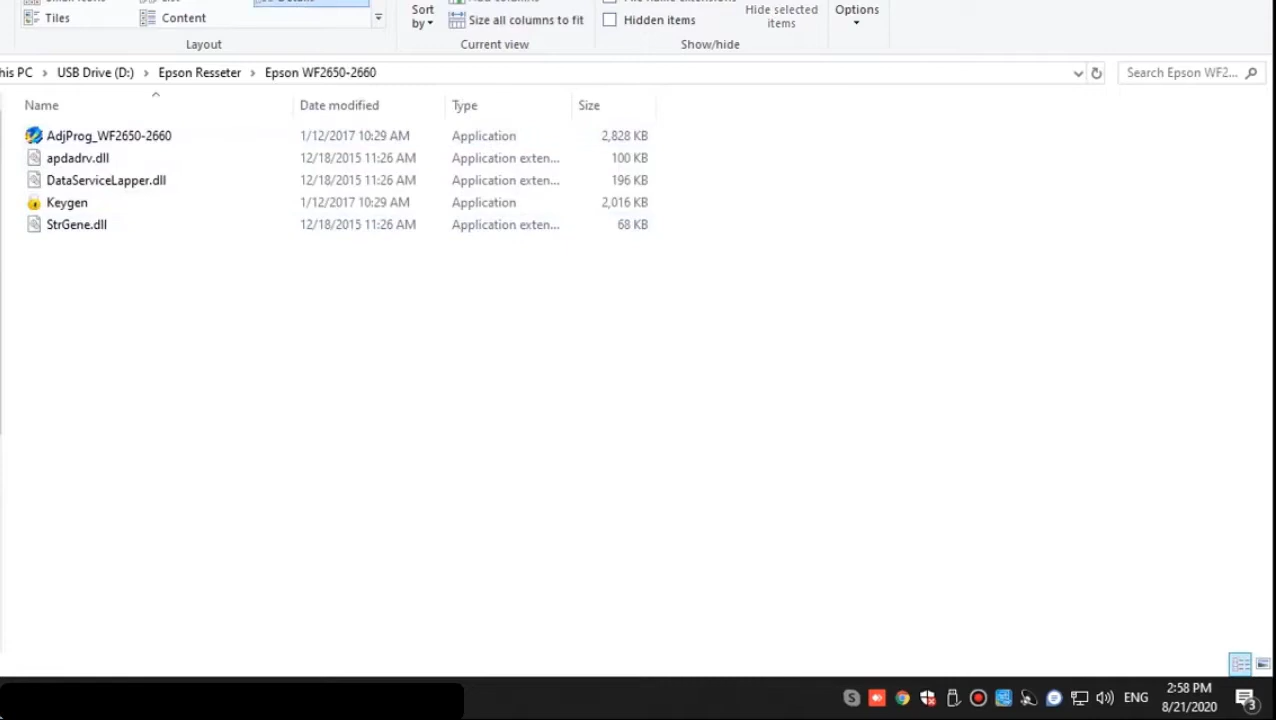 Tiles Content
Sort by
Size all columns to fit
Hidden items
Hide selected items
Options
Layout Current view Show/hide
his PC > USB Drive (D:) > Epson Resseter > Epson WF2650-2660
Search Epson WF2...
Name Date modified Type Size
AdjProg_WF2650-2660 1/12/2017 10:29 AM Application 2,828 KB
apdadrv.dll 12/18/2015 11:26 AM Application exten... 100 KB
DataServiceLapper.dll 12/18/2015 11:26 AM Application exten... 196 KB
Keygen 1/12/2017 10:29 AM Application 2,016 KB
StrGene.dll 12/18/2015 11:26 AM Application exten... 68 KB
ENG
2:58 PM
8/21/2020
3